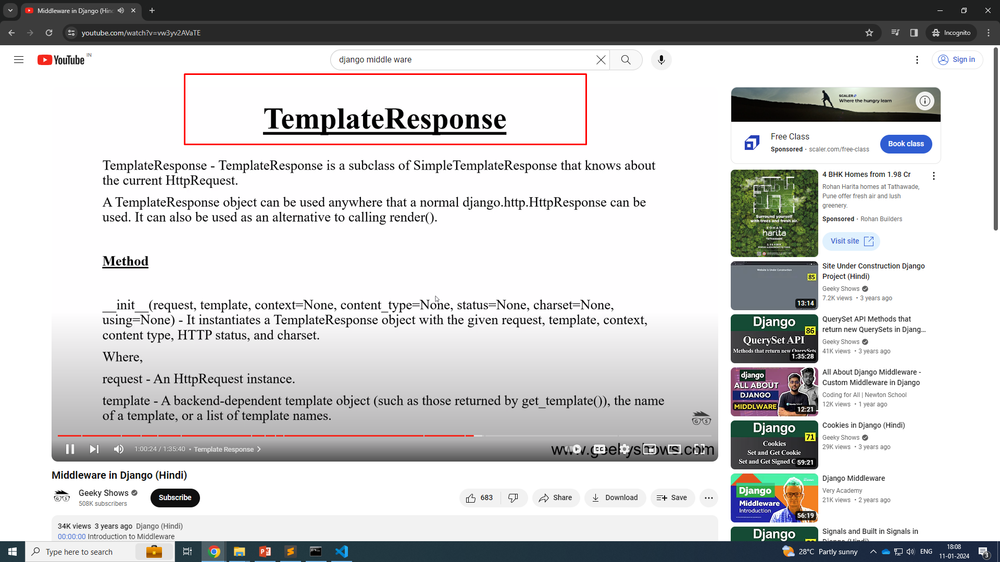 Middleware in Django (Hin
youtube.com/watch?v=vw3yv2AVaTE
Incognito
YouTube IN
django middle ware
Sign in
TemplateResponse
TemplateResponse - TemplateResponse is a subclass of SimpleTemplateResponse that knows about
the current HttpRequest.
A TemplateResponse object can be used anywhere that a normal django.http.HttpResponse can be
used. It can also be used as an alternative to calling render().
Method
__init__(request, template, context=None, content_type=None, status=None, charset=None,
using=None) - It instantiates a TemplateResponse object with the given request, template, context,
content type, HTTP status, and charset.
Where,
request - An HttpRequest instance.
template - A backend-dependent template object (such as those returned by get_template()), the name
of a template, or a list of template names.
G S
1:00:24 / 1:35:40 • Template Response
www.geekyshows.com
Middleware in Django (Hindi)
Geeky Shows
508K subscribers
Subscribe
683
Share
Download
Save
34K views 3 years ago Django (Hindi)
00:00:00 Introduction to Middleware
SCALER
Where the hungry learn
Free Class
Sponsored · scaler.com/free-class
Book class
Surround yourself
with trees and fresh air.
ROHAN
harita
TATHAWADE
4 BHK Homes from 1.98 Cr
Rohan Harita homes at Tathawade,
Pune offer fresh air and lush
greenery.
Sponsored · Rohan Builders
Visit site
Website is Under Construction
85
13:14
Site Under Construction Django
Project (Hindi)
Geeky Shows
7.2K views • 3 years ago
Django
86
QuerySet API
Methods that return new QuerySets
1:35:28
QuerySet API Methods that
return new QuerySets in Djang...
Geeky Shows
41K views • 3 years ago
django
ALL ABOUT
DJANGO
MIDDLWARE
12:21
All About Django Middleware -
Custom Middleware in Django
Coding for All | Newton School
12K views • 1 year ago
Django
71
Cookies
Set and Get Cookie
Set and Get Signed C
59:21
Cookies in Django (Hindi)
Geeky Shows
29K views • 3 years ago
Django
Middleware
Introduction
56:19
Django Middleware
Very Academy
21K views • 2 years ago
Django
Signals and Built in Signals in
Django (Hindi)
Type here to search
28°C Partly sunny
ENG
18:08
11-01-2024
3